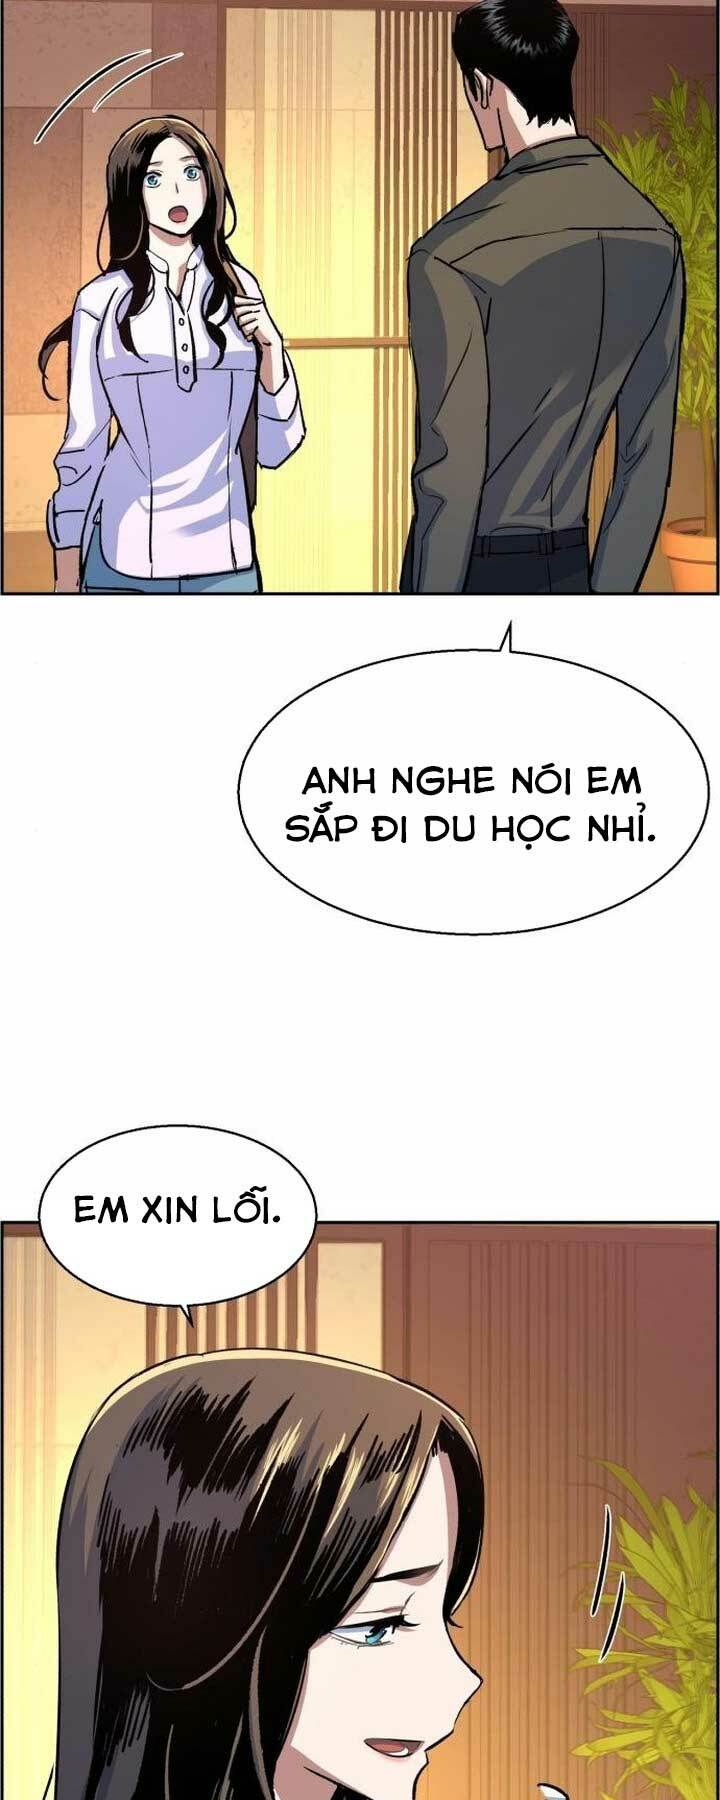 ANH NGHE NÓI EM
SẮP ĐI DU HỌC NHỈ.
EM XIN LỖI.